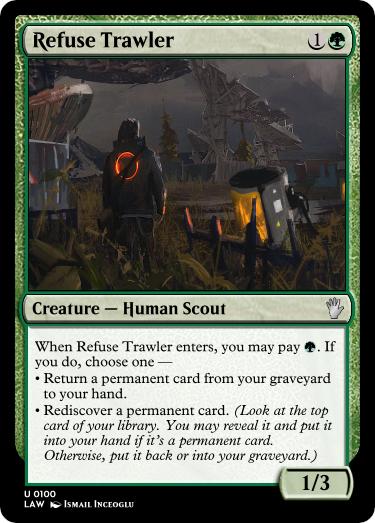 Refuse Trawler 1
Creature — Human Scout
When Refuse Trawler enters, you may pay . If
you do, choose one —
• Return a permanent card from your graveyard
to your hand.
• Rediscover a permanent card. (Look at the top
card of your library. You may reveal it and put it
into your hand if it's a permanent card.
Otherwise, put it back or into your graveyard.)
1/3
U 0100
LAW Ismail Inceoglu